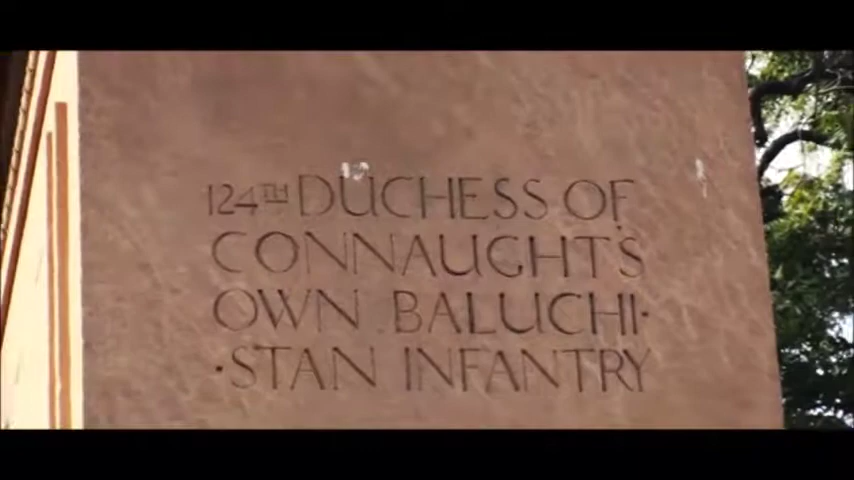 124TH DUCHESS OF
CONNAUGHT'S
OWN BALUCHI·
·STAN INFANTRY